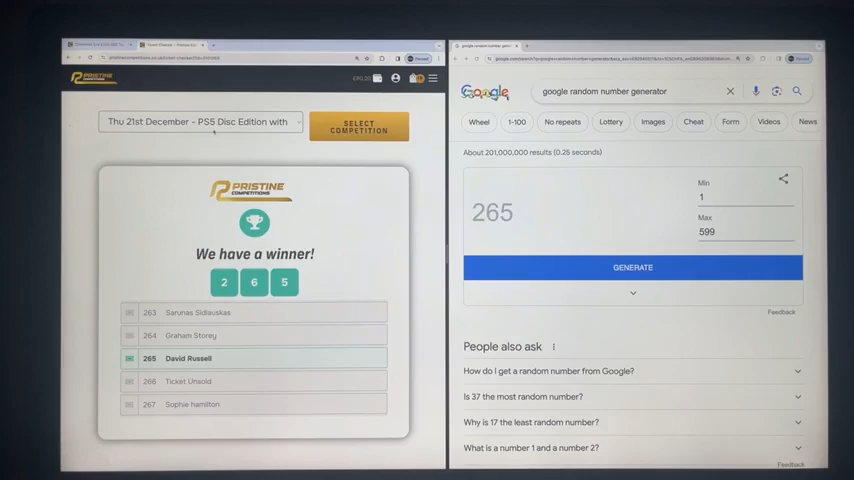 PRISTINE
COMPETITIONS
Thu 21st December - PS5 Disc Edition with
SELECT
COMPETITION
PRISTINE
COMPETITIONS
We have a winner!
2 6 5
263 Sarunas Sidlauskas
264 Graham Storey
265 David Russell
266 Ticket Unsold
267 Sophie hamilton
Google
google random number generator
Wheel 1-100 No repeats Lottery Images Cheat Form Videos News
About 201,000,000 results (0.25 seconds)
265
Min
1
Max
599
GENERATE
Feedback
People also ask
How do I get a random number from Google?
Is 37 the most random number?
Why is 17 the least random number?
What is a number 1 and a number 2?
Feedback